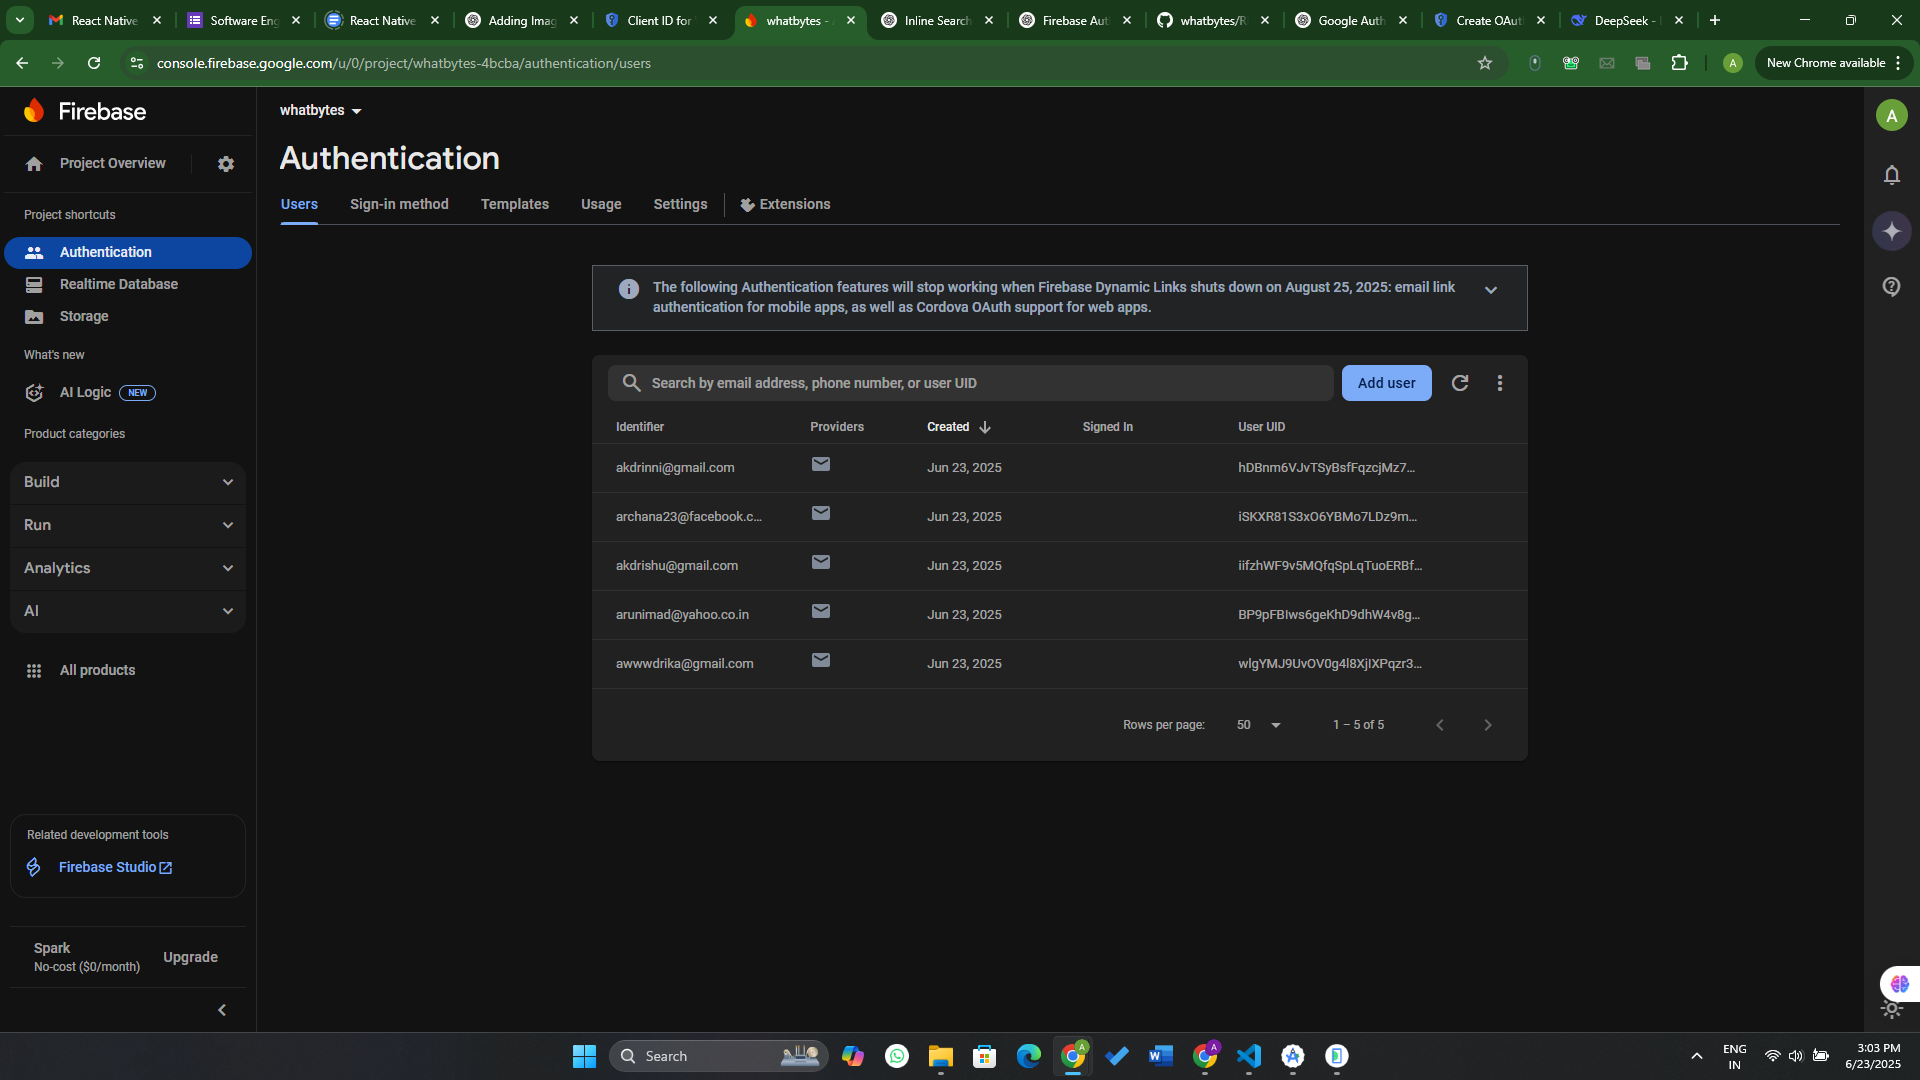 React Native
Software Eng
React Native
Adding Imag
Client ID for
whatbytes -
Inline Search
Firebase Aut
whatbytes/R
Google Auth
Create OAut
DeepSeek -
console.firebase.google.com/u/0/project/whatbytes-4bcba/authentication/users
A
New Chrome available
Firebase
Project Overview
Project shortcuts
Authentication
Realtime Database
Storage
What's new
AI Logic NEW
Product categories
Build
Run
Analytics
AI
All products
Related development tools
Firebase Studio
Spark
No-cost ($0/month)
Upgrade
whatbytes
Authentication
Users Sign-in method Templates Usage Settings Extensions
The following Authentication features will stop working when Firebase Dynamic Links shuts down on August 25, 2025: email link
authentication for mobile apps, as well as Cordova OAuth support for web apps.
Search by email address, phone number, or user UID
Add user
Identifier Providers Created Signed In User UID
akdrinni@gmail.com Jun 23, 2025 hDBnm6VJvTSyBsfFqzcjMz7...
archana23@facebook.c... Jun 23, 2025 iSKXR81S3xO6YBMo7LDz9m...
akdrishu@gmail.com Jun 23, 2025 iifzhWF9v5MQfqSpLqTuoERBf...
arunimad@yahoo.co.in Jun 23, 2025 BP9pFBIws6geKhD9dhW4v8g...
awwwdrika@gmail.com Jun 23, 2025 wlgYMJ9UvOV0g4l8XjIXPqzr3...
Rows per page: 50 1 – 5 of 5
A
Search
ENG
IN
3:03 PM
6/23/2025